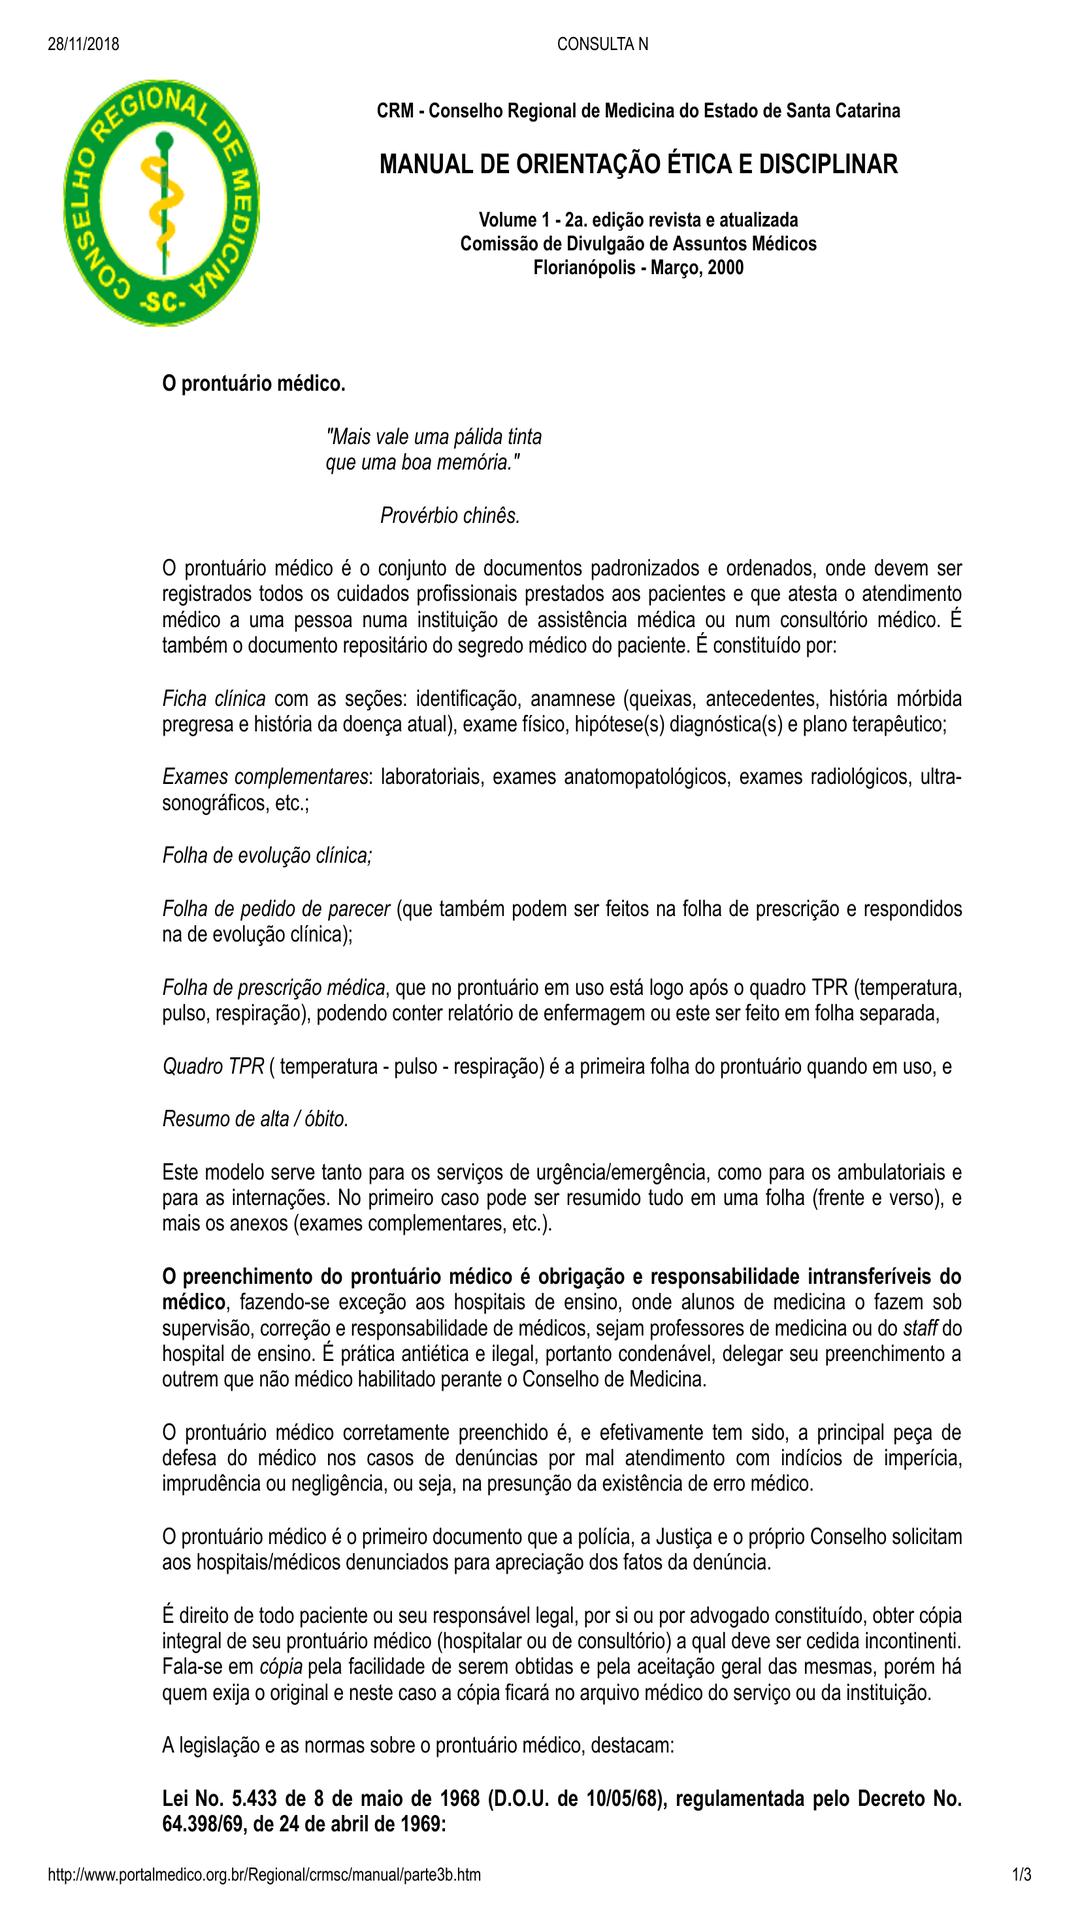 28/11/2018
CONSULTA N
CONSELHO REGIONAL DE MEDICINA
-SC-
CRM - Conselho Regional de Medicina do Estado de Santa Catarina
MANUAL DE ORIENTAÇÃO ÉTICA E DISCIPLINAR
Volume 1 - 2a. edição revista e atualizada
Comissão de Divulgaão de Assuntos Médicos
Florianópolis - Março, 2000
O prontuário médico.
"Mais vale uma pálida tinta
que uma boa memória."
Provérbio chinês.
O prontuário médico é o conjunto de documentos padronizados e ordenados, onde devem ser
registrados todos os cuidados profissionais prestados aos pacientes e que atesta o atendimento
médico a uma pessoa numa instituição de assistência médica ou num consultório médico. É
também o documento repositário do segredo médico do paciente. É constituído por:
Ficha clínica com as seções: identificação, anamnese (queixas, antecedentes, história mórbida
pregresa e história da doença atual), exame físico, hipótese(s) diagnóstica(s) e plano terapêutico;
Exames complementares: laboratoriais, exames anatomopatológicos, exames radiológicos, ultra-
sonográficos, etc.;
Folha de evolução clínica;
Folha de pedido de parecer (que também podem ser feitos na folha de prescrição e respondidos
na de evolução clínica);
Folha de prescrição médica, que no prontuário em uso está logo após o quadro TPR (temperatura,
pulso, respiração), podendo conter relatório de enfermagem ou este ser feito em folha separada,
Quadro TPR ( temperatura - pulso - respiração) é a primeira folha do prontuário quando em uso, e
Resumo de alta / óbito.
Este modelo serve tanto para os serviços de urgência/emergência, como para os ambulatoriais e
para as internações. No primeiro caso pode ser resumido tudo em uma folha (frente e verso), e
mais os anexos (exames complementares, etc.).
O preenchimento do prontuário médico é obrigação e responsabilidade intransferíveis do
médico, fazendo-se exceção aos hospitais de ensino, onde alunos de medicina o fazem sob
supervisão, correção e responsabilidade de médicos, sejam professores de medicina ou do staff do
hospital de ensino. É prática antiética e ilegal, portanto condenável, delegar seu preenchimento a
outrem que não médico habilitado perante o Conselho de Medicina.
O prontuário médico corretamente preenchido é, e efetivamente tem sido, a principal peça de
defesa do médico nos casos de denúncias por mal atendimento com indícios de imperícia,
imprudência ou negligência, ou seja, na presunção da existência de erro médico.
O prontuário médico é o primeiro documento que a polícia, a Justiça e o próprio Conselho solicitam
aos hospitais/médicos denunciados para apreciação dos fatos da denúncia.
É direito de todo paciente ou seu responsável legal, por si ou por advogado constituído, obter cópia
integral de seu prontuário médico (hospitalar ou de consultório) a qual deve ser cedida incontinenti.
Fala-se em cópia pela facilidade de serem obtidas e pela aceitação geral das mesmas, porém há
quem exija o original e neste caso a cópia ficará no arquivo médico do serviço ou da instituição.
A legislação e as normas sobre o prontuário médico, destacam:
Lei No. 5.433 de 8 de maio de 1968 (D.O.U. de 10/05/68), regulamentada pelo Decreto No.
64.398/69, de 24 de abril de 1969:
http://www.portalmedico.org.br/Regional/crmsc/manual/parte3b.htm
1/3